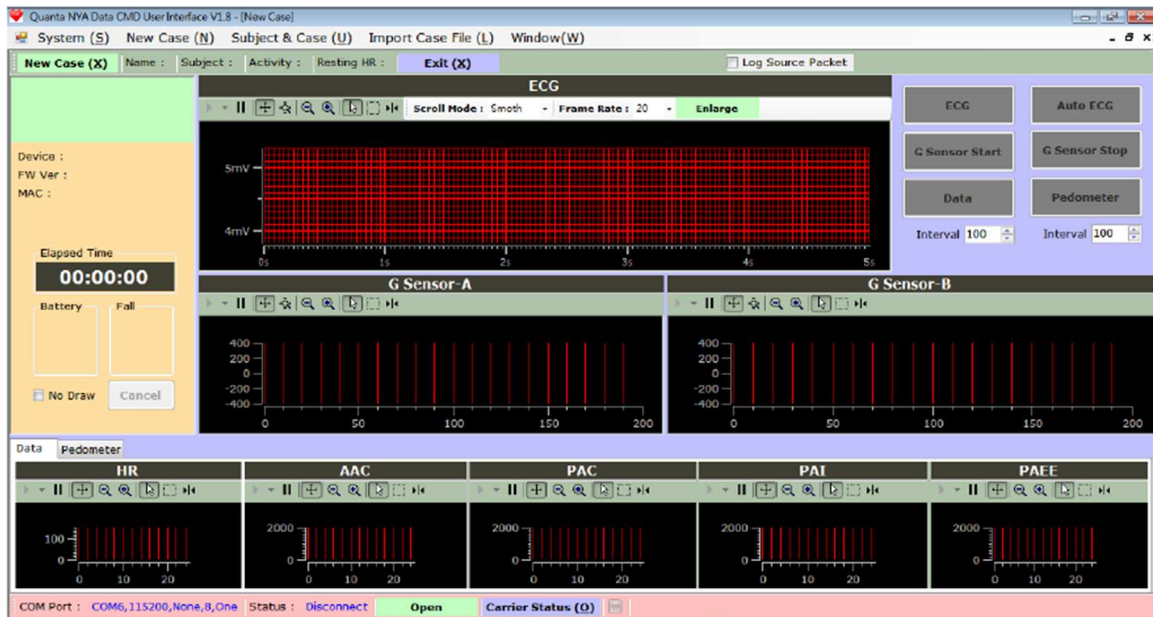 Quanta NYA Data CMD User Interface V1.8 - [New Case]
System (S) New Case (N) Subject & Case (U) Import Case File (L) Window(W)
New Case (X) Name : Subject : Activity : Resting HR : Exit (X) Log Source Packet
ECG
Scroll Mode : Smoth Frame Rate : 20 Enlarge
5mV
4mV
0s 1s 2s 3s 4s 5s
ECG Auto ECG
G Sensor Start G Sensor Stop
Data Pedometer
Interval 100 Interval 100
Device :
FW Ver :
MAC :
Elapsed Time
00:00:00
Battery Fall
No Draw Cancel
G Sensor-A
400
200
0
-200
-400
0 50 100 150 200
G Sensor-B
400
200
0
-200
-400
0 50 100 150 200
Data Pedometer
HR AAC PAC PAI PAEE
100 2000 2000 2000 2000
0 0 0 0 0
0 10 20 0 10 20 0 10 20 0 10 20 0 10 20
COM Port : COM6,115200,None,8,One Status : Disconnect Open Carrier Status (O)